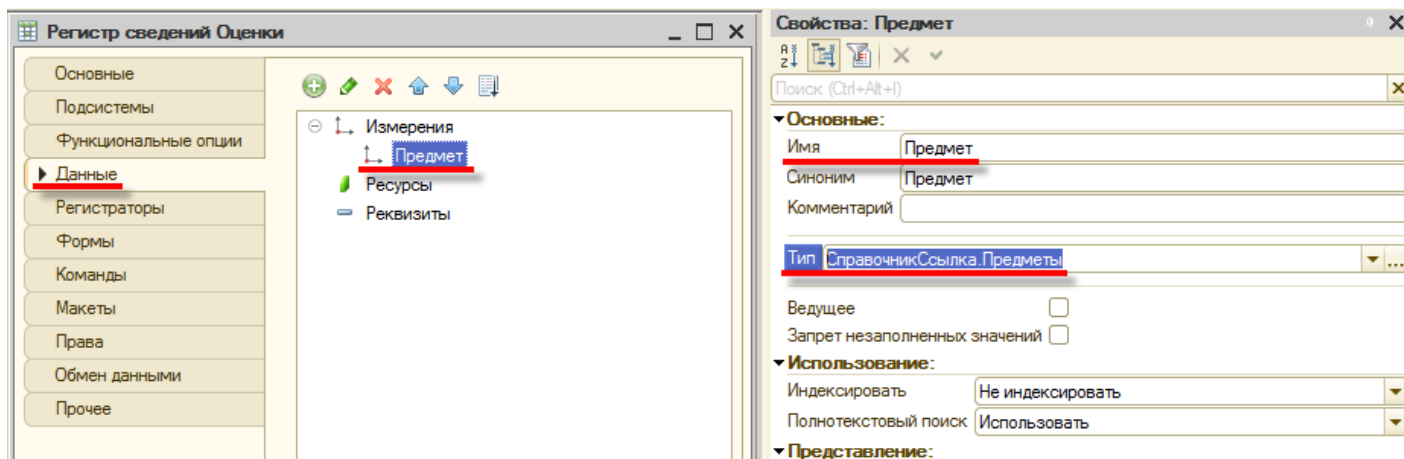 Регистр сведений Оценки
Основные
Подсистемы
Функциональные опции
Данные
Регистраторы
Формы
Команды
Макеты
Права
Обмен данными
Прочее
Измерения
Предмет
Ресурсы
Реквизиты
Свойства: Предмет
Поиск (Ctrl+Alt+I)
Основные:
Имя Предмет
Синоним Предмет
Комментарий
Тип СправочникСсылка.Предметы
Ведущее
Запрет незаполненных значений
Использование:
Индексировать Не индексировать
Полнотекстовый поиск Использовать
Представление: